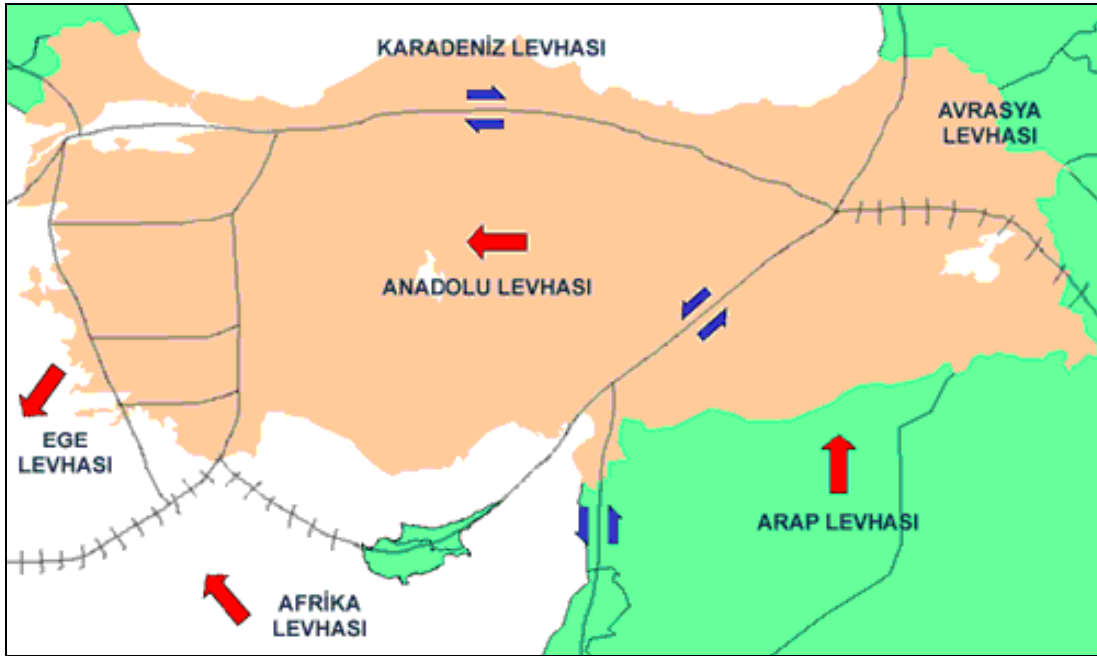 KARADENİZ LEVHASI
AVRASYA
LEVHASI
ANADOLU LEVHASI
EGE
LEVHASI
ARAP LEVHASI
AFRİKA
LEVHASI